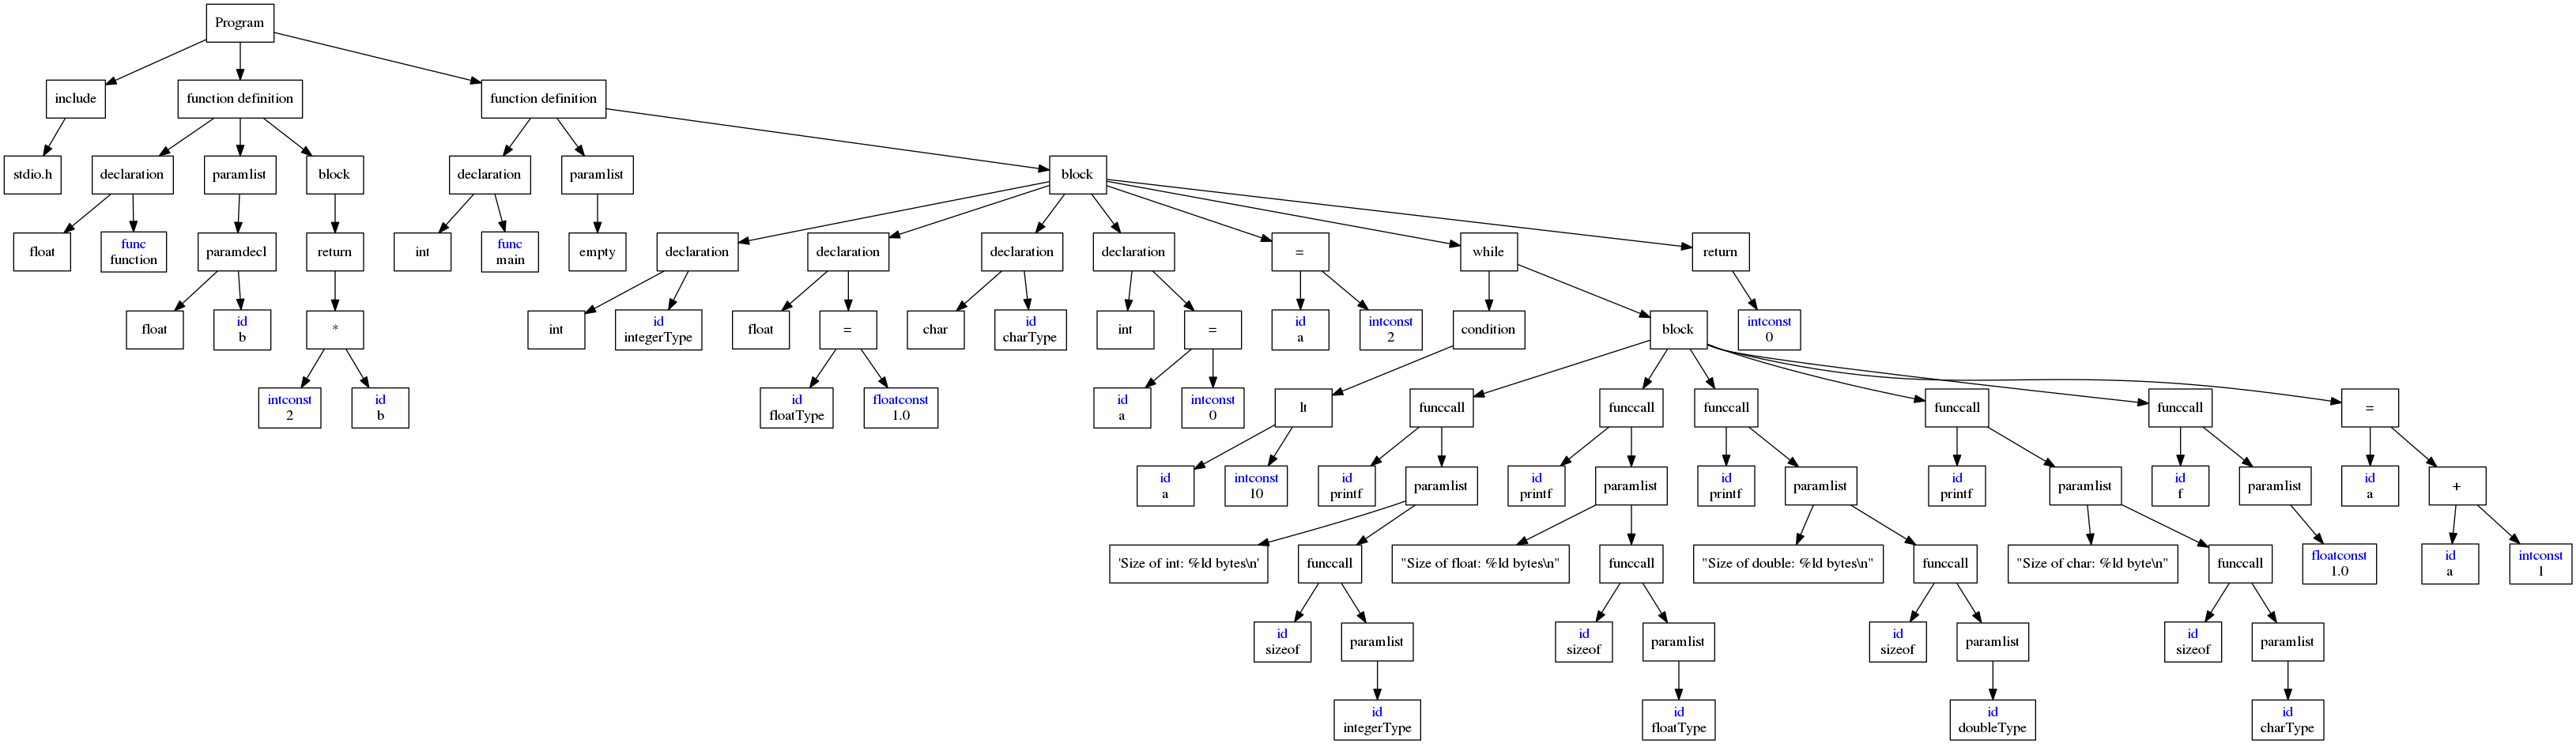 Program
include
function definition
function definition
stdio.h
declaration
paramlist
block
declaration
paramlist
block
float
func
function
paramdecl
return
int
func
main
empty
declaration
declaration
declaration
declaration
=
while
return
float
id
b
*
int
id
integerType
float
=
char
id
charType
int
=
id
a
intconst
2
condition
block
intconst
0
intconst
2
id
b
id
floatType
floatconst
1.0
id
a
intconst
0
lt
funccall
funccall
funccall
funccall
funccall
=
id
a
intconst
10
id
printf
paramlist
id
printf
paramlist
id
printf
paramlist
id
printf
paramlist
id
f
paramlist
id
a
+
'Size of int: %ld bytes\n'
funccall
"Size of float: %ld bytes\n"
funccall
"Size of double: %ld bytes\n"
funccall
"Size of char: %ld byte\n"
funccall
floatconst
1.0
id
a
intconst
1
id
sizeof
paramlist
id
sizeof
paramlist
id
sizeof
paramlist
id
sizeof
paramlist
id
integerType
id
floatType
id
doubleType
id
charType